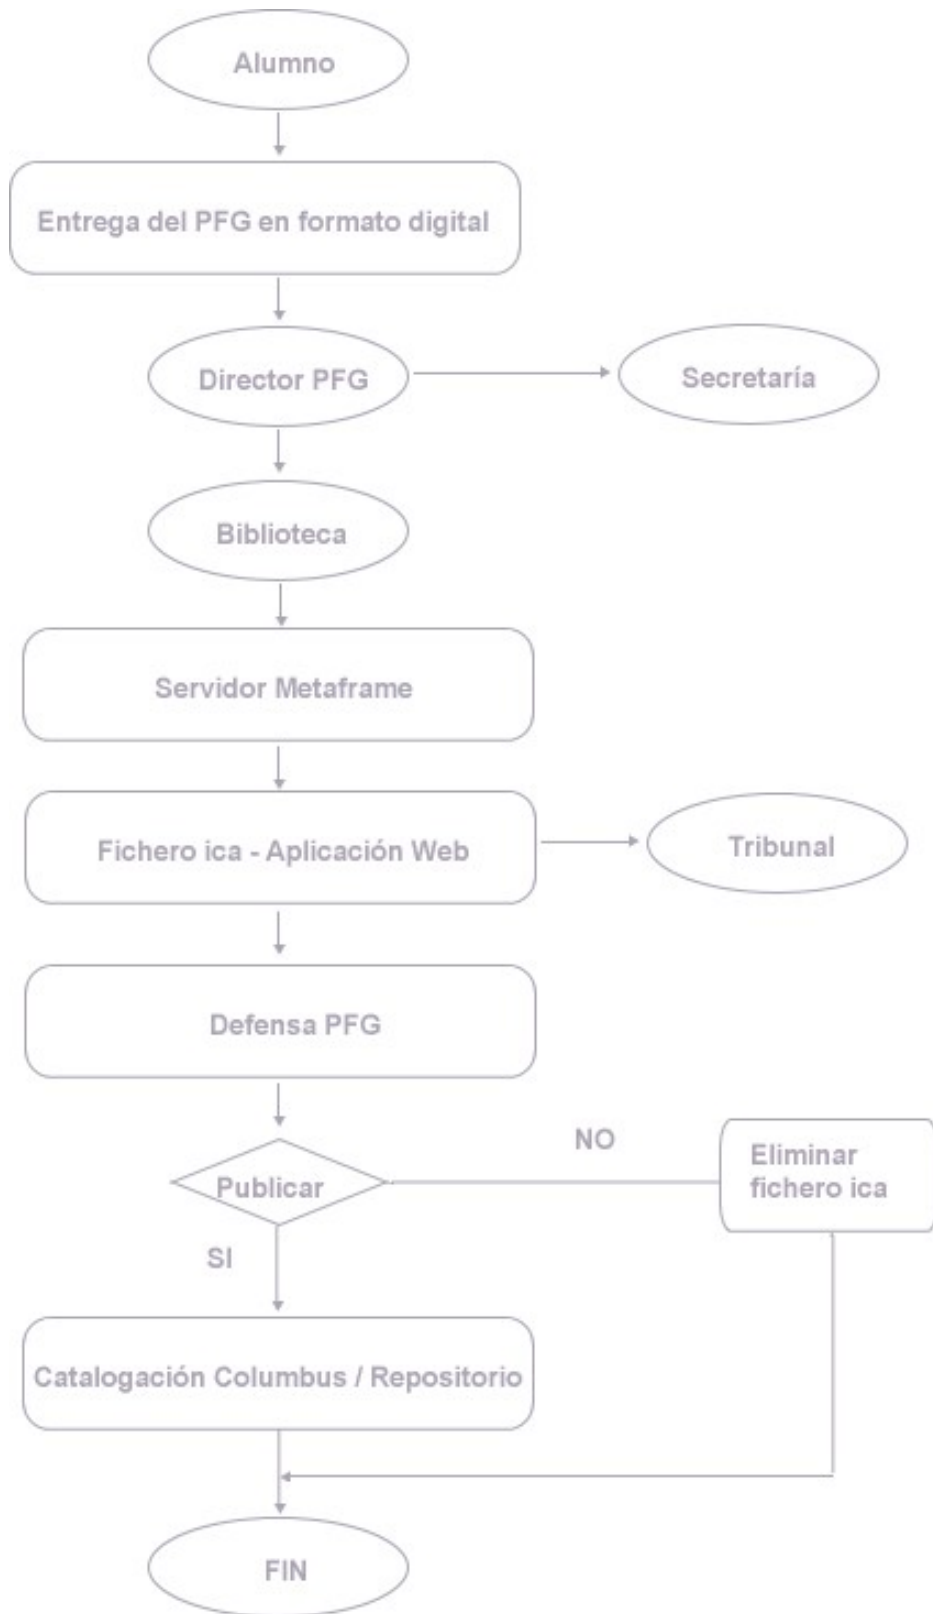 Alumno
Entrega del PFG en formato digital
Director PFG
Secretaría
Biblioteca
Servidor Metaframe
Fichero ica - Aplicación Web
Tribunal
Defensa PFG
Publicar
NO
Eliminar
fichero ica
SI
Catalogación Columbus / Repositorio
FIN